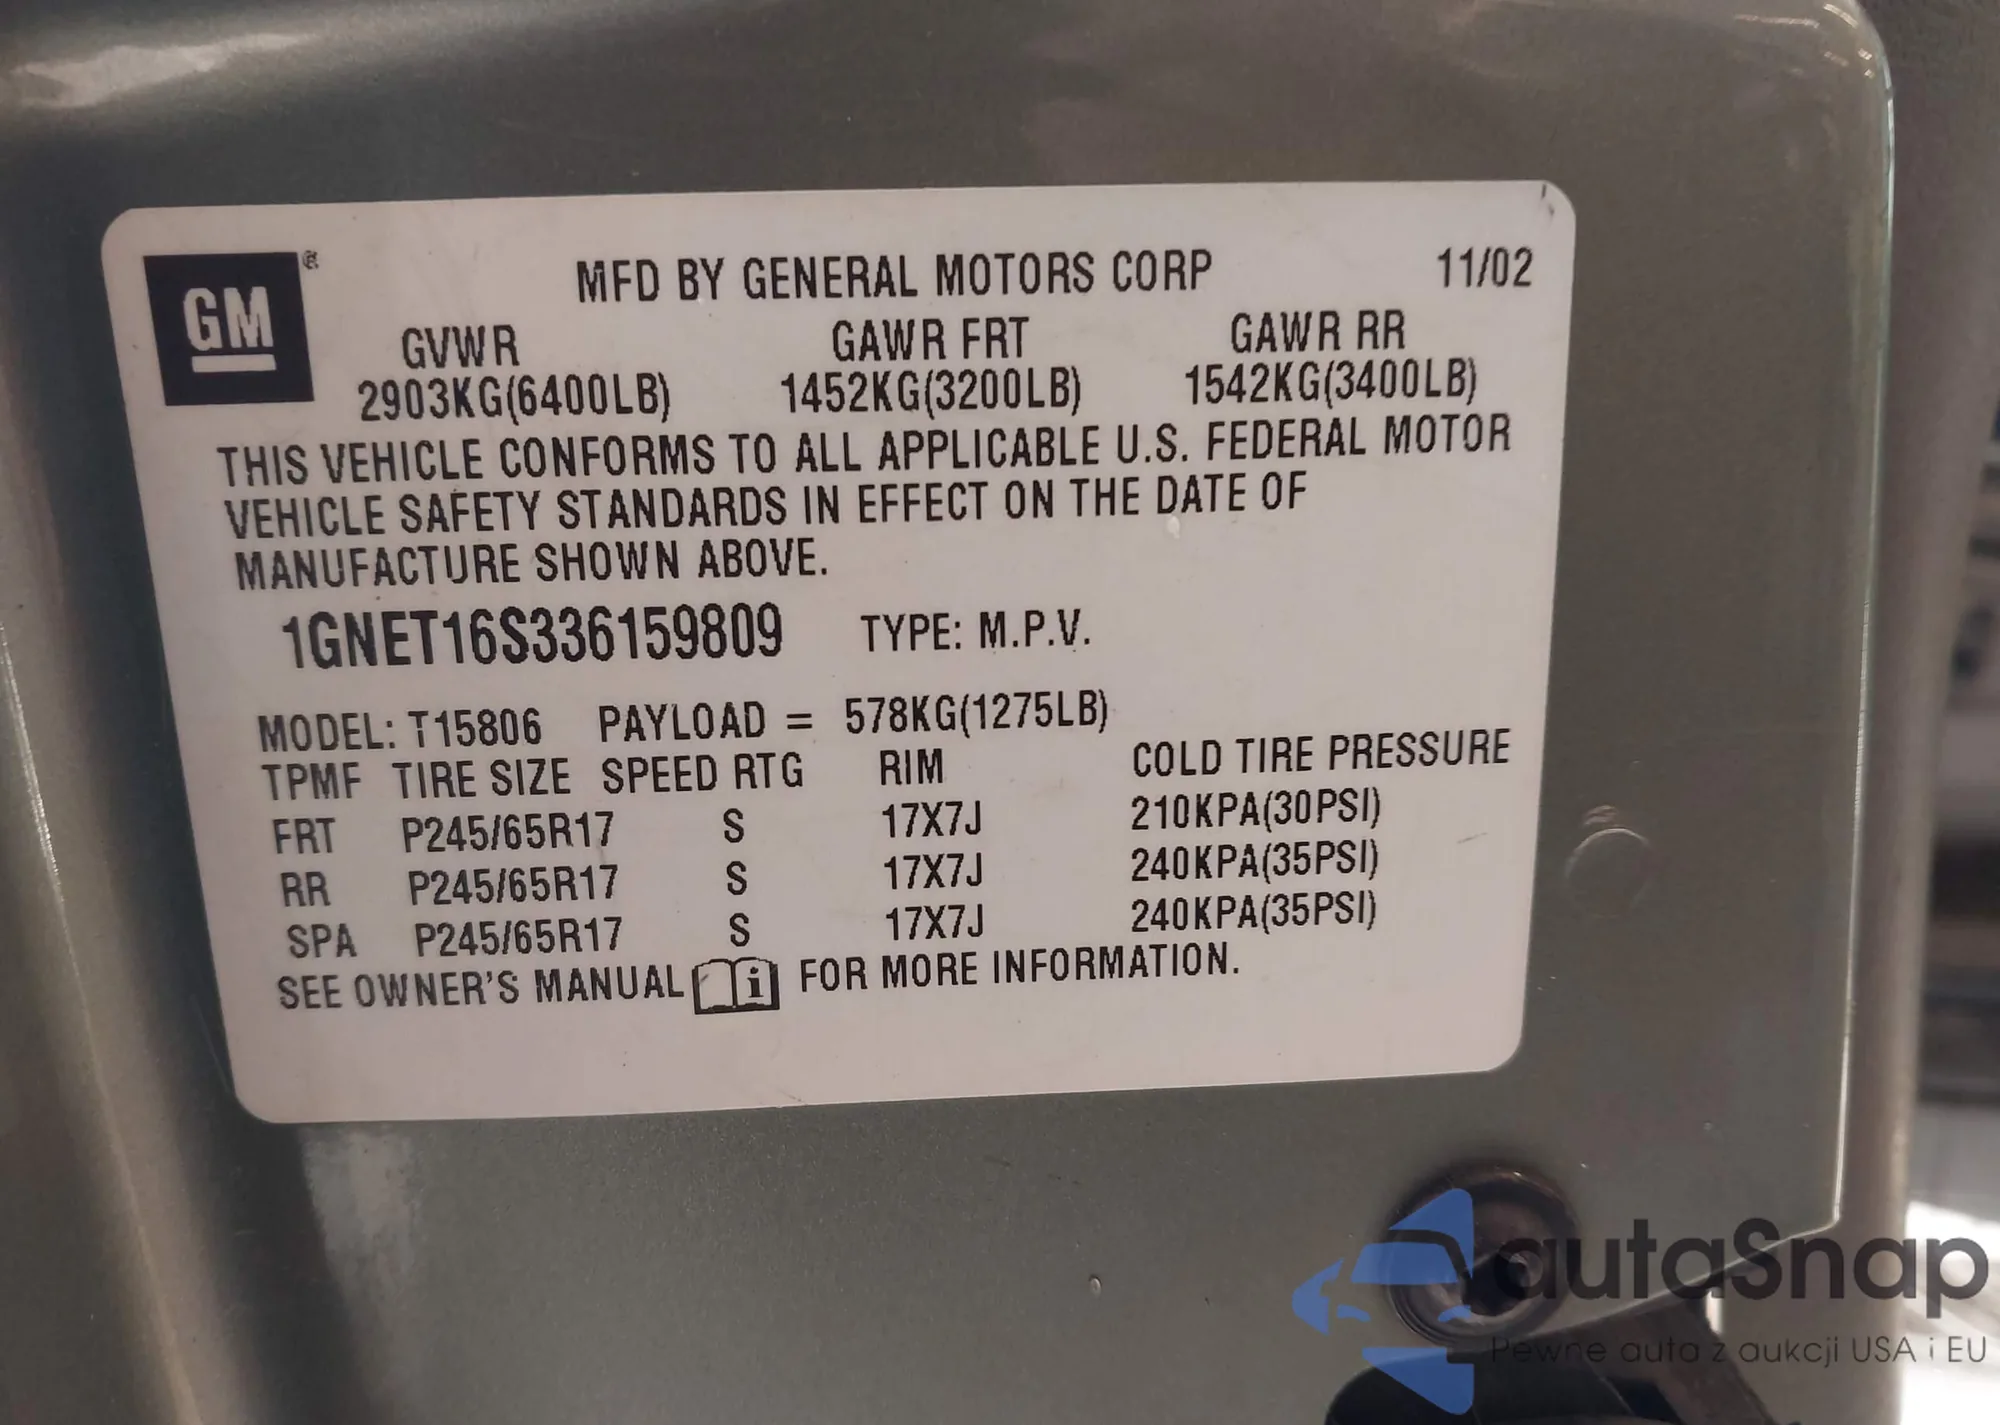 GM®
MFD BY GENERAL MOTORS CORP 11/02
GVWR GAWR FRT GAWR RR
2903KG(6400LB) 1452KG(3200LB) 1542KG(3400LB)
THIS VEHICLE CONFORMS TO ALL APPLICABLE U.S. FEDERAL MOTOR
VEHICLE SAFETY STANDARDS IN EFFECT ON THE DATE OF
MANUFACTURE SHOWN ABOVE.
1GNET16S336159809 TYPE: M.P.V.
MODEL: T15806 PAYLOAD = 578KG(1275LB)
TPMF TIRE SIZE SPEED RTG RIM COLD TIRE PRESSURE
FRT P245/65R17 S 17X7J 210KPA(30PSI)
RR P245/65R17 S 17X7J 240KPA(35PSI)
SPA P245/65R17 S 17X7J 240KPA(35PSI)
SEE OWNER'S MANUAL i FOR MORE INFORMATION.
autaSnap
Pewne auta z aukcji USA i EU